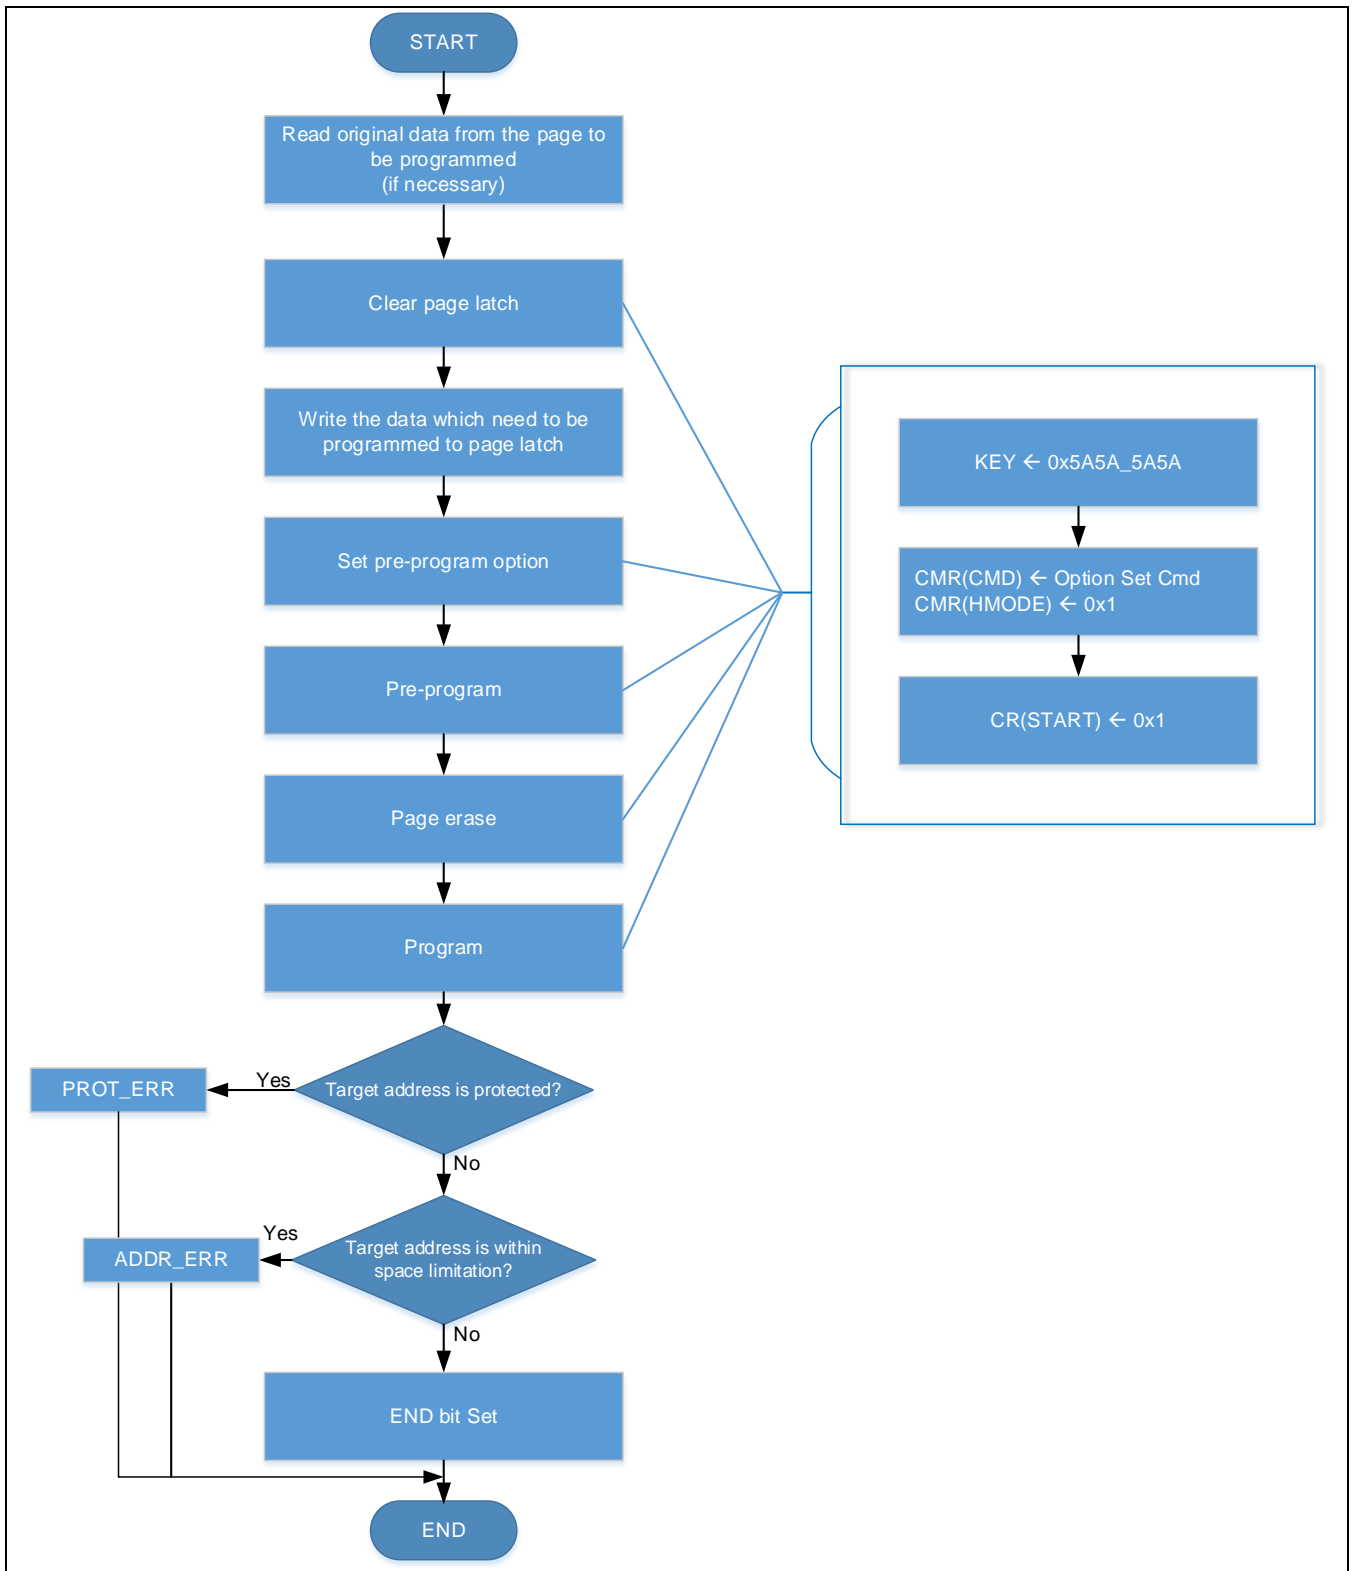 START
Read original data from the page to
be programmed
(if necessary)
Clear page latch
Write the data which need to be
programmed to page latch
Set pre-program option
Pre-program
Page erase
Program
KEY ← 0x5A5A_5A5A
CMR(CMD) ← Option Set Cmd
CMR(HMODE) ← 0x1
CR(START) ← 0x1
Target address is protected?
Yes
PROT_ERR
No
Target address is within
space limitation?
Yes
ADDR_ERR
No
END bit Set
END